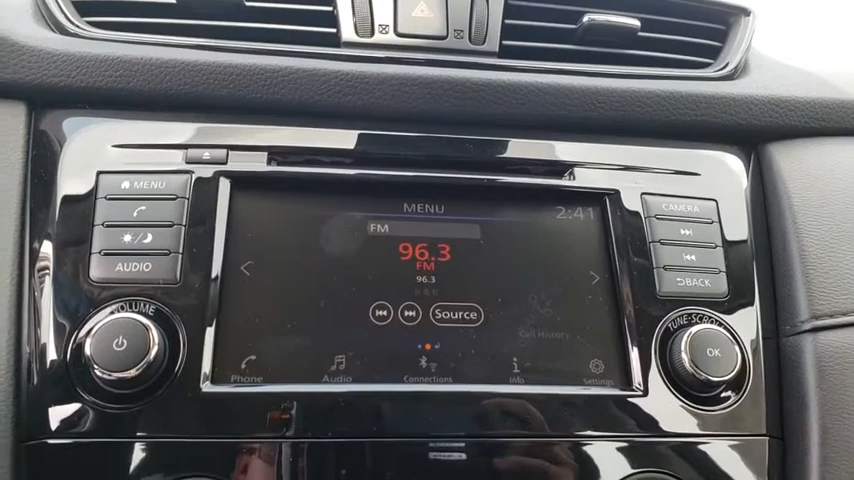 MENU
AUDIO
VOLUME
MENU
2:41
FM
96.3
FM
96.3
Source
Call History
Phone
Audio
Connections
Info
Settings
CAMERA
BACK
TUNE·SCROLL
OK